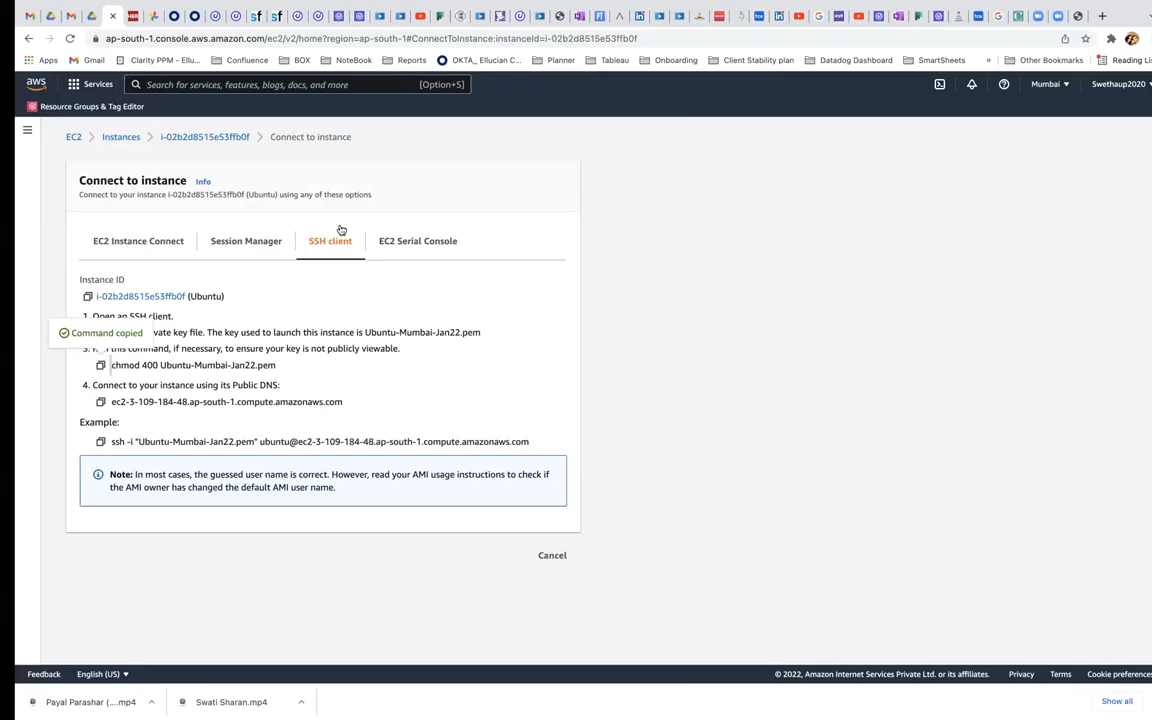 ap-south-1.console.aws.amazon.com/ec2/v2/home?region=ap-south-1#ConnectToInstance:instanceId=i-02b2d8515e53ffb0f
Apps Gmail Clarity PPM - Ellu... Confluence BOX NoteBook Reports OKTA_ Ellucian C... Planner Tableau Onboarding Client Stability plan Datadog Dashboard SmartSheets » Other Bookmarks Reading Lis
aws Services Search for services, features, blogs, docs, and more [Option+S] Mumbai Swethaup2020
Resource Groups & Tag Editor
EC2 Instances i-02b2d8515e53ffb0f Connect to instance
Connect to instance Info
Connect to your instance i-02b2d8515e53ffb0f (Ubuntu) using any of these options
EC2 Instance Connect Session Manager SSH client EC2 Serial Console
Instance ID
i-02b2d8515e53ffb0f (Ubuntu)
1. Open an SSH client.
Command copied
vate key file. The key used to launch this instance is Ubuntu-Mumbai-Jan22.pem
this command, if necessary, to ensure your key is not publicly viewable.
chmod 400 Ubuntu-Mumbai-Jan22.pem
4. Connect to your instance using its Public DNS:
ec2-3-109-184-48.ap-south-1.compute.amazonaws.com
Example:
ssh -i "Ubuntu-Mumbai-Jan22.pem" ubuntu@ec2-3-109-184-48.ap-south-1.compute.amazonaws.com
Note: In most cases, the guessed user name is correct. However, read your AMI usage instructions to check if
the AMI owner has changed the default AMI user name.
Cancel
Feedback English (US) © 2022, Amazon Internet Services Private Ltd. or its affiliates. Privacy Terms Cookie preferences
Payal Parashar (....mp4 Swati Sharan.mp4 Show all